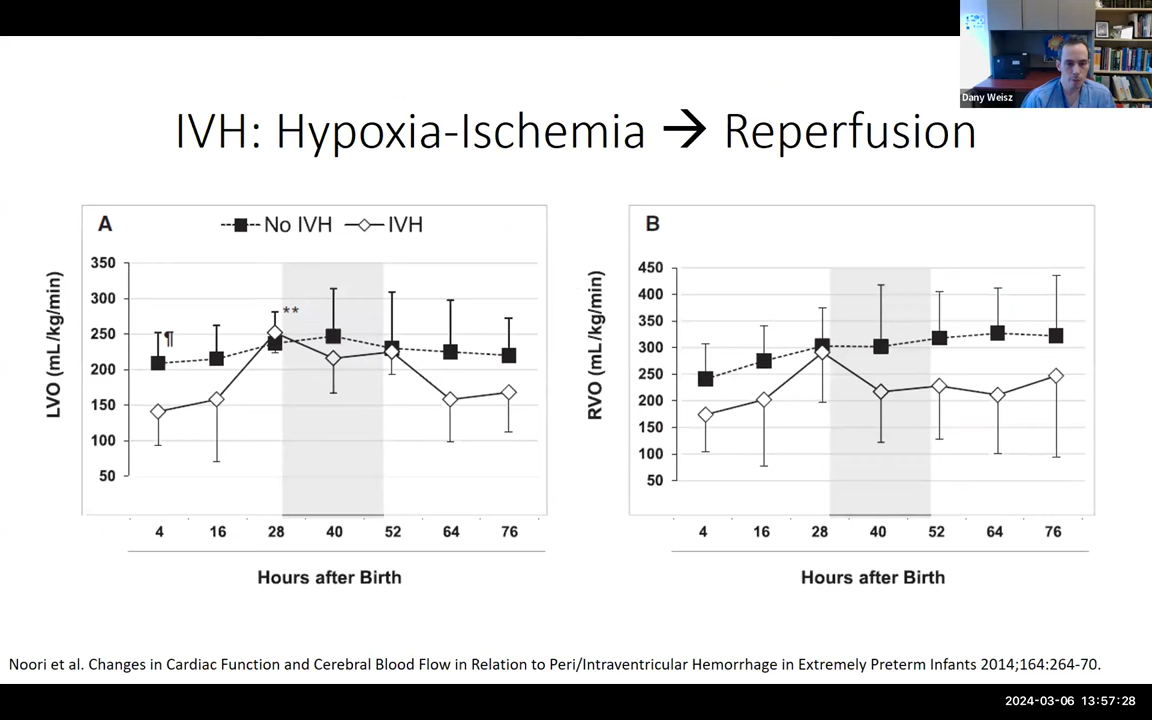 Dany Weisz
IVH: Hypoxia-Ischemia → Reperfusion
A
No IVH
IVH
LVO (mL/kg/min)
350
300
250
200
150
100
50
¶
**
4 16 28 40 52 64 76
Hours after Birth
B
RVO (mL/kg/min)
450
400
350
300
250
200
150
100
50
4 16 28 40 52 64 76
Hours after Birth
Noori et al. Changes in Cardiac Function and Cerebral Blood Flow in Relation to Peri/Intraventricular Hemorrhage in Extremely Preterm Infants 2014;164:264-70.
2024-03-06 13:57:28